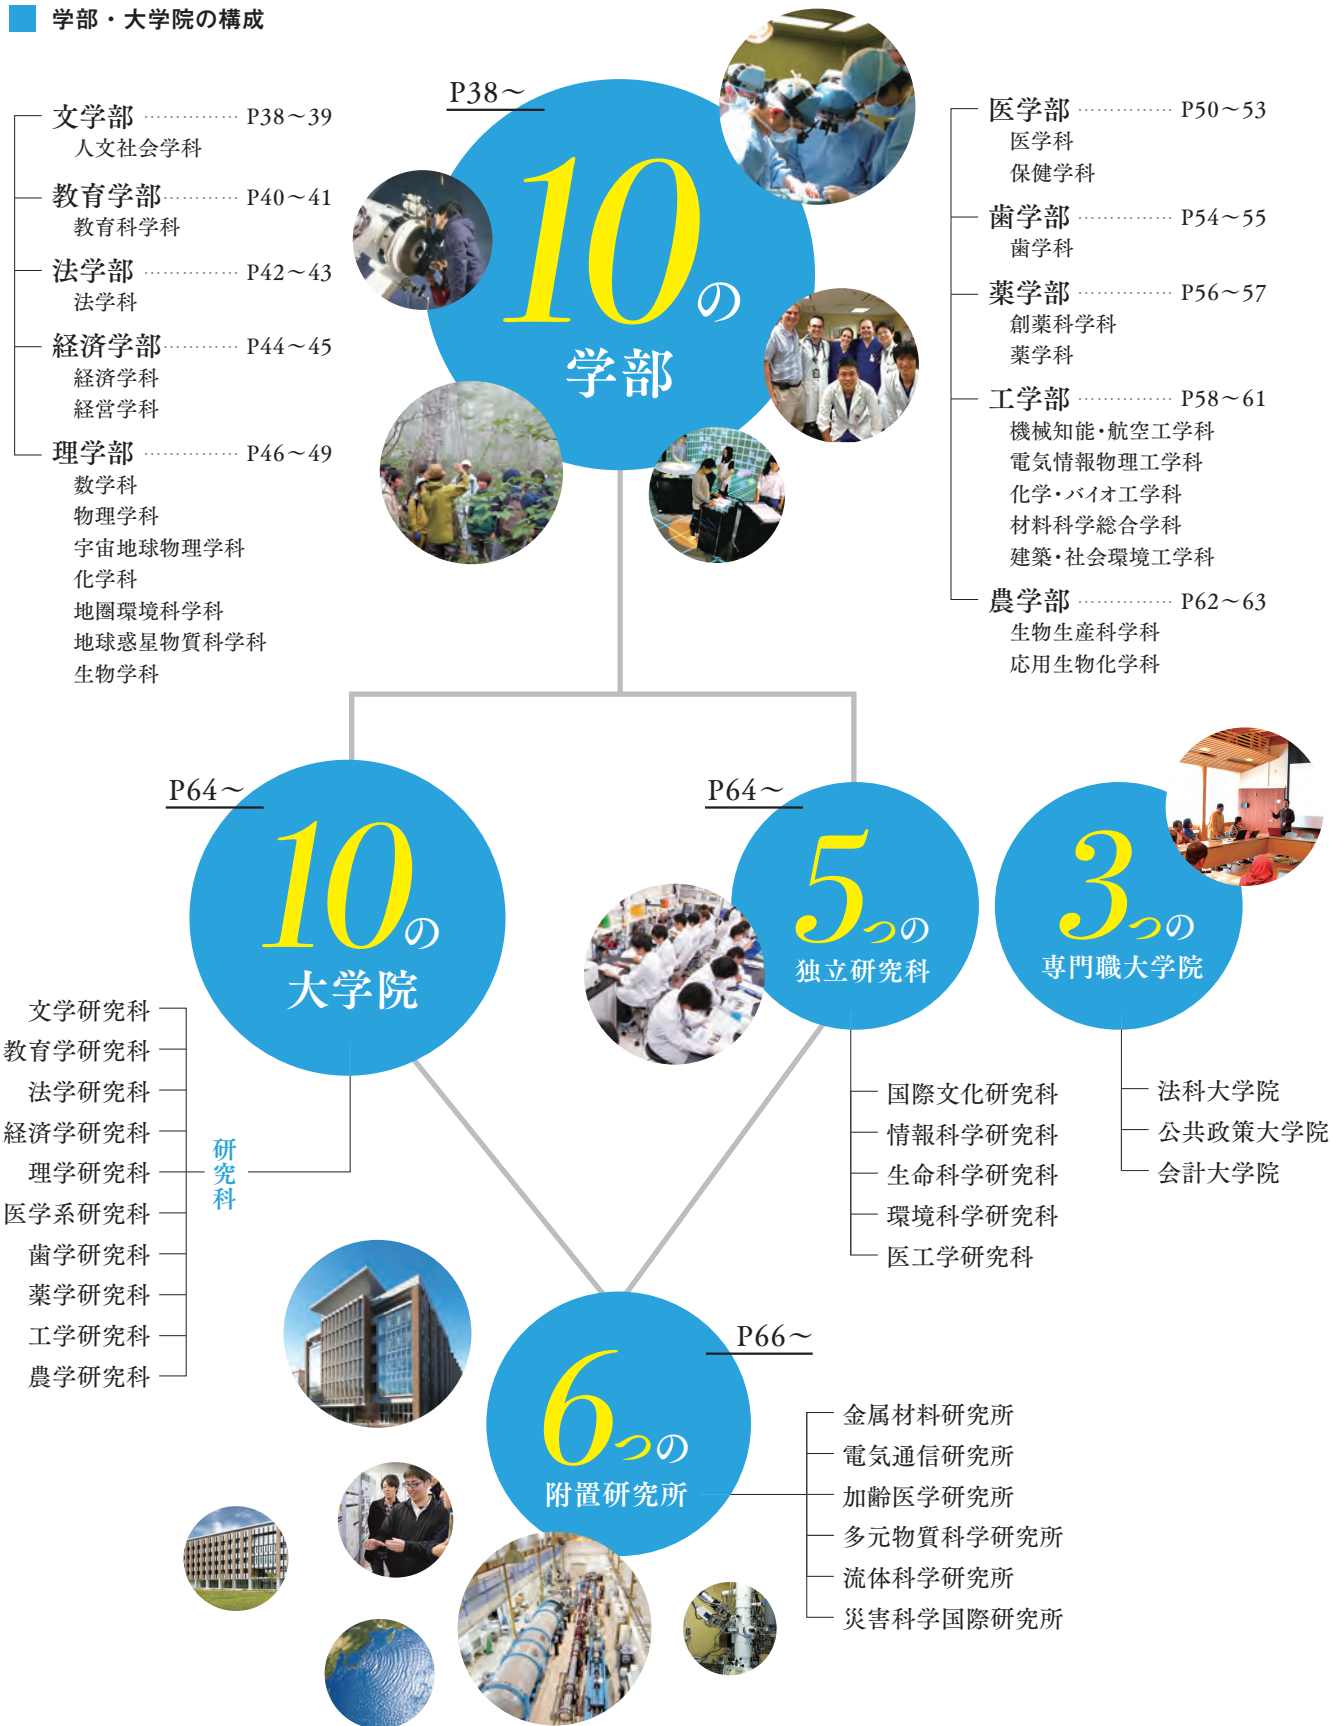 学部・大学院の構成
P38〜
10の
学部
文学部 ………… P38〜39
人文社会学科
教育学部………… P40〜41
教育科学科
法学部 ………… P42〜43
法学科
経済学部………… P44〜45
経済学科
経営学科
理学部 ………… P46〜49
数学科
物理学科
宇宙地球物理学科
化学科
地圏環境科学科
地球惑星物質科学科
生物学科
医学部 ………… P50〜53
医学科
保健学科
歯学部 ………… P54〜55
歯学科
薬学部 ………… P56〜57
創薬科学科
薬学科
工学部 ………… P58〜61
機械知能・航空工学科
電気情報物理工学科
化学・バイオ工学科
材料科学総合学科
建築・社会環境工学科
農学部 ………… P62〜63
生物生産科学科
応用生物化学科
P64〜
10の
大学院
研究科
文学研究科
教育学研究科
法学研究科
経済学研究科
理学研究科
医学系研究科
歯学研究科
薬学研究科
工学研究科
農学研究科
P64〜
5つの
独立研究科
国際文化研究科
情報科学研究科
生命科学研究科
環境科学研究科
医工学研究科
3つの
専門職大学院
法科大学院
公共政策大学院
会計大学院
P66〜
6つの
附置研究所
金属材料研究所
電気通信研究所
加齢医学研究所
多元物質科学研究所
流体科学研究所
災害科学国際研究所